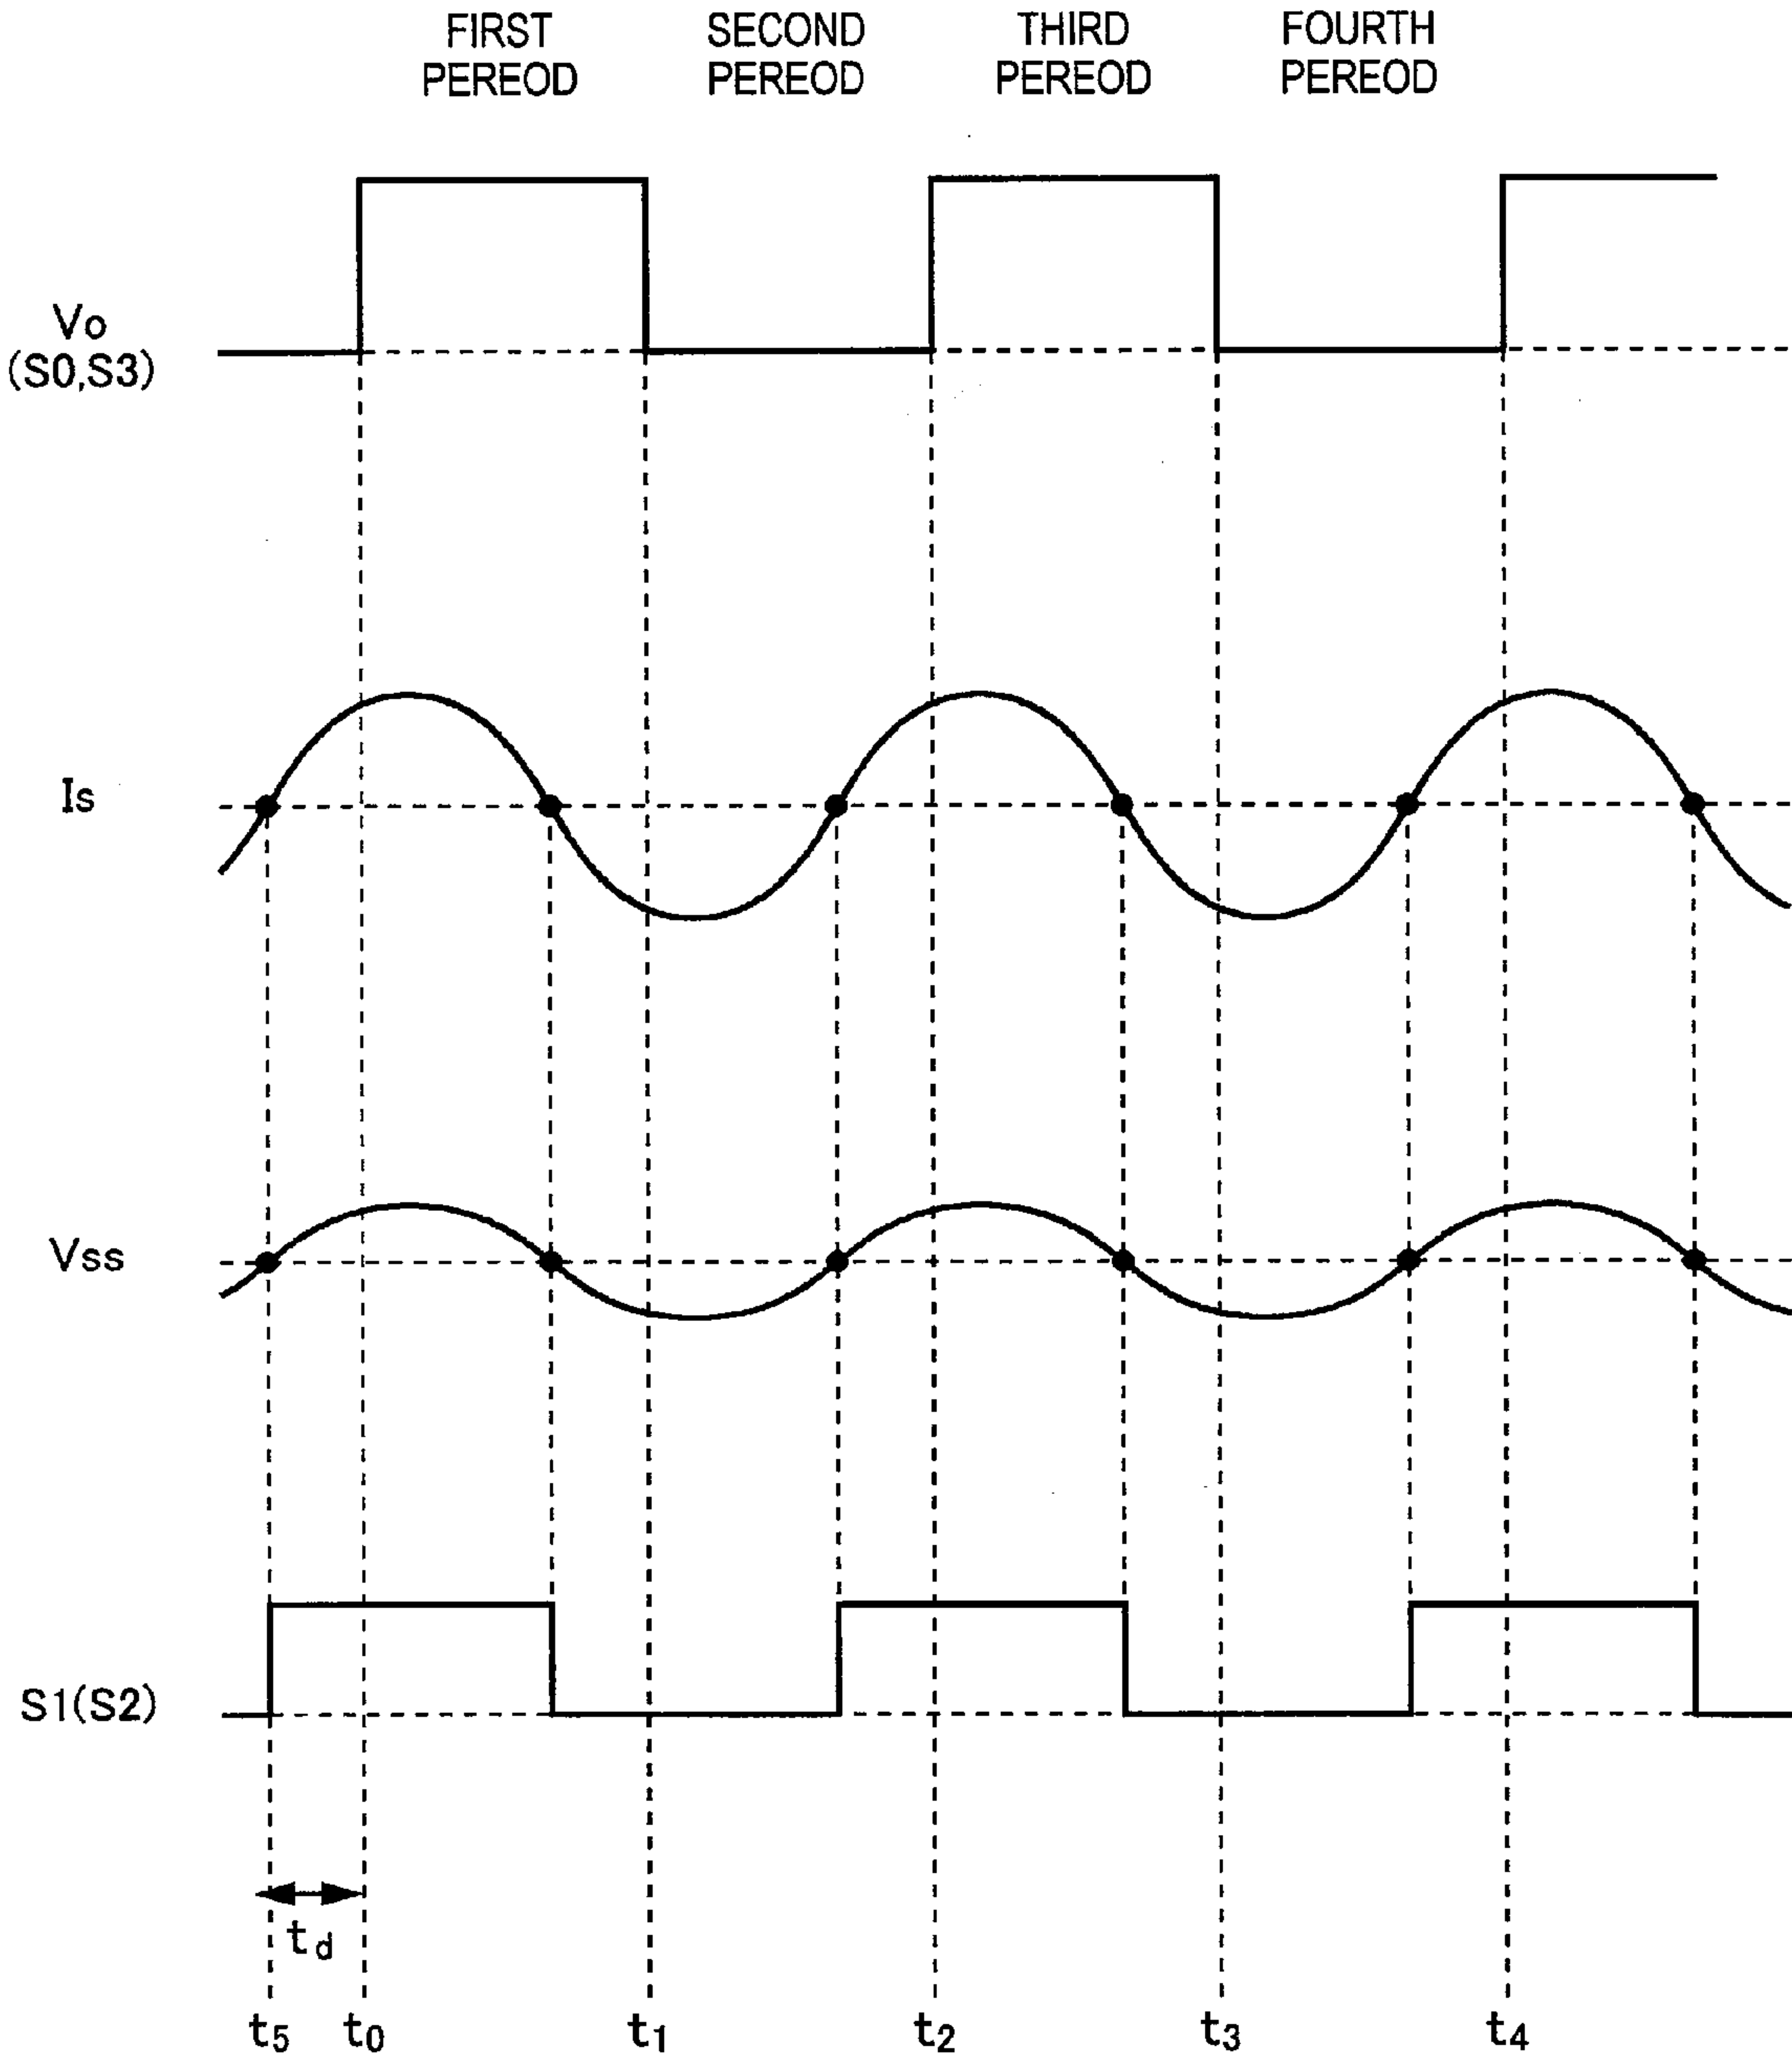 FIRST PEREOD
SECOND PEREOD
THIRD PEREOD
FOURTH PEREOD
Vo
(S0,S3)
Is
Vss
S1(S2)
td
t5 t0 t1 t2 t3 t4